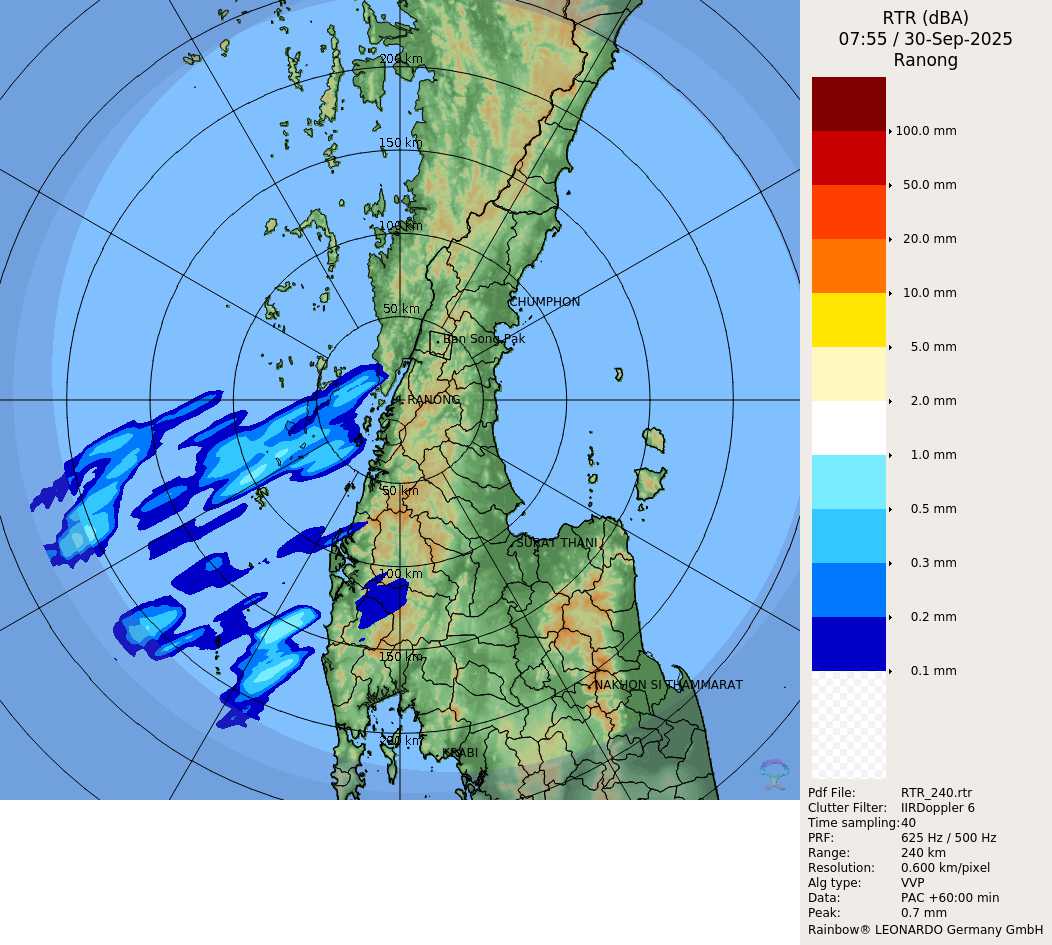 RTR (dBA)
07:55 / 30-Sep-2025
Ranong
200 km
150 km
100 km
50 km
CHUMPHON
Ban Song Pak
RANONG
50 km
SURAT THANI
100 km
150 km
NAKHON SI THAMMARAT
200 km
KRABI
100.0 mm
50.0 mm
20.0 mm
10.0 mm
5.0 mm
2.0 mm
1.0 mm
0.5 mm
0.3 mm
0.2 mm
0.1 mm
Pdf File: RTR_240.rtr
Clutter Filter: IIRDoppler 6
Time sampling:40
PRF: 625 Hz / 500 Hz
Range: 240 km
Resolution: 0.600 km/pixel
Alg type: VVP
Data: PAC +60:00 min
Peak: 0.7 mm
Rainbow® LEONARDO Germany GmbH